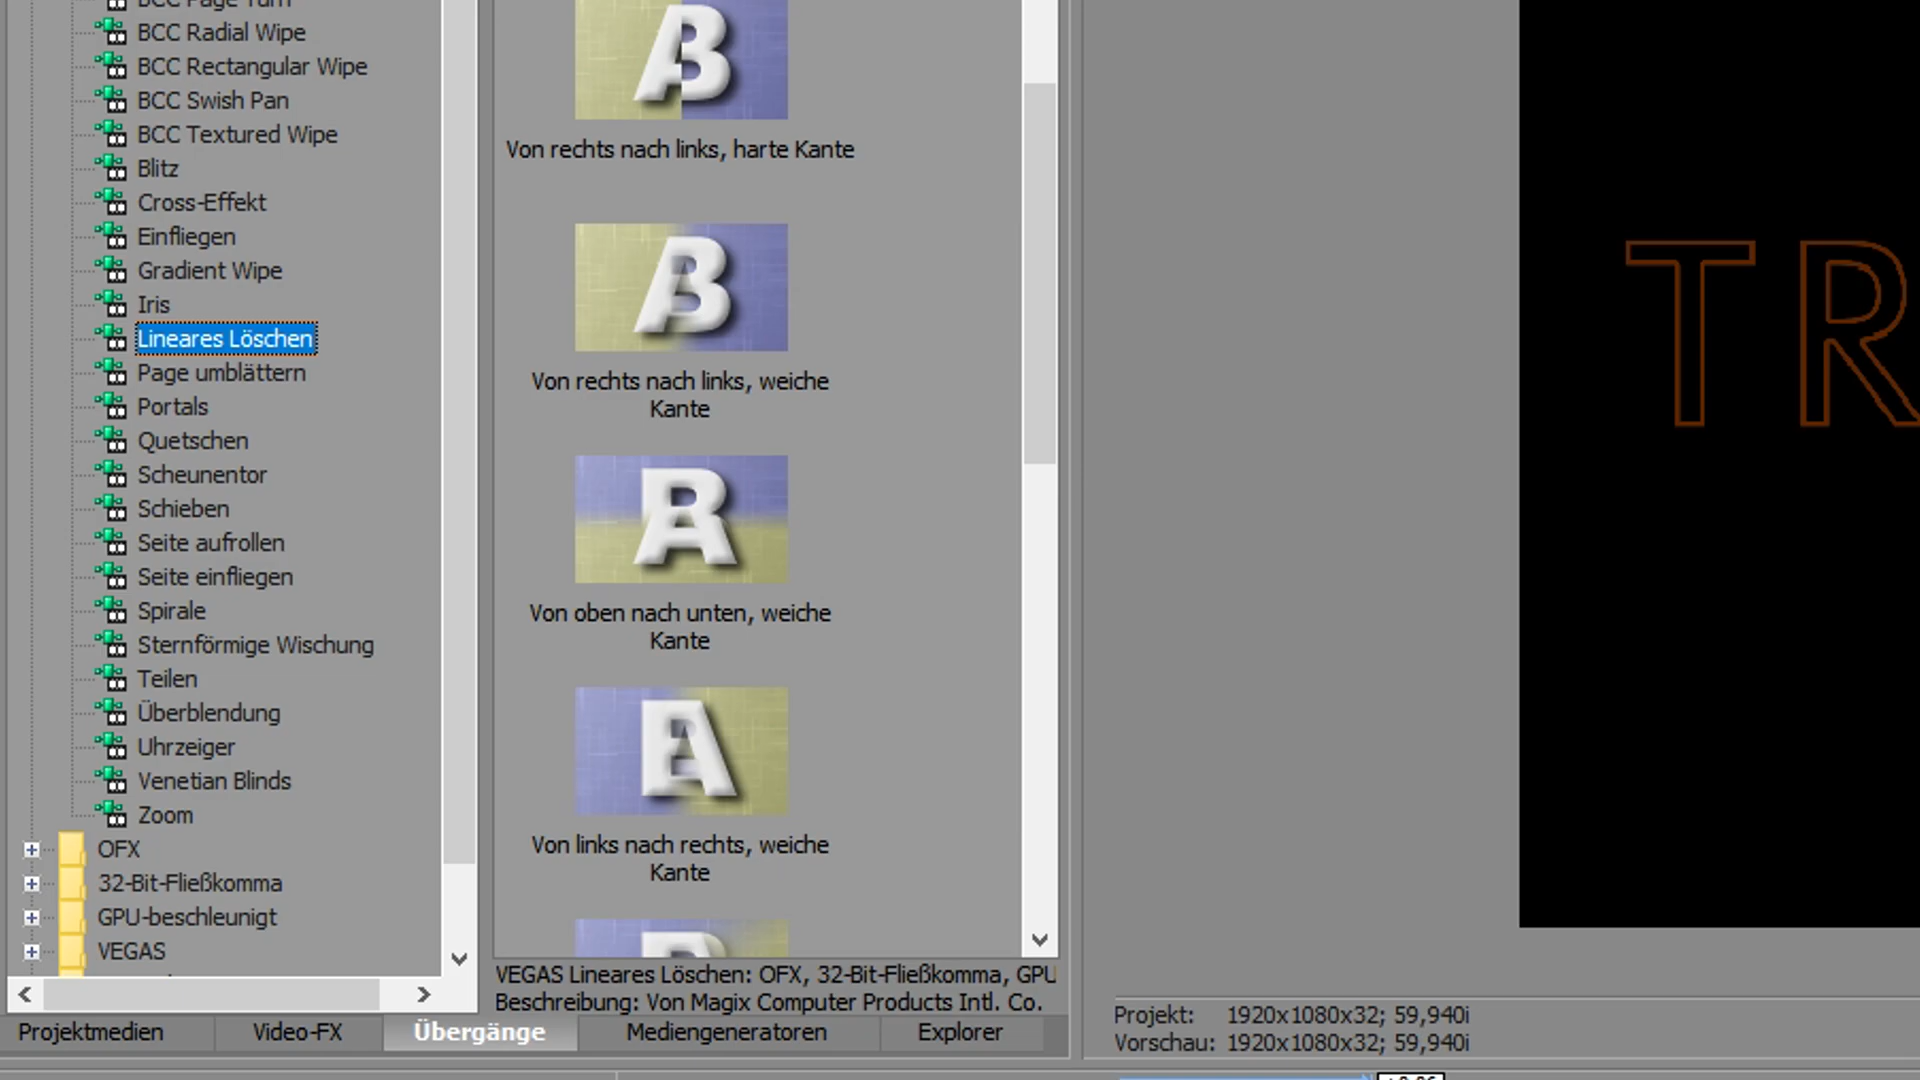 BCC Page Turn
BCC Radial Wipe
BCC Rectangular Wipe
BCC Swish Pan
BCC Textured Wipe
Blitz
Cross-Effekt
Einfliegen
Gradient Wipe
Iris
Lineares Löschen
Page umblättern
Portals
Quetschen
Scheunentor
Schieben
Seite aufrollen
Seite einfliegen
Spirale
Sternförmige Wischung
Teilen
Überblendung
Uhrzeiger
Venetian Blinds
Zoom
OFX
32-Bit-Fließkomma
GPU-beschleunigt
VEGAS
Von rechts nach links, harte Kante
Von rechts nach links, weiche
Kante
Von oben nach unten, weiche
Kante
Von links nach rechts, weiche
Kante
VEGAS Lineares Löschen: OFX, 32-Bit-Fließkomma, GPU
Beschreibung: Von Magix Computer Products Intl. Co.
Projektmedien
Video-FX
Übergänge
Mediengeneratoren
Explorer
TR
Projekt: 1920x1080x32; 59,940i
Vorschau: 1920x1080x32; 59,940i